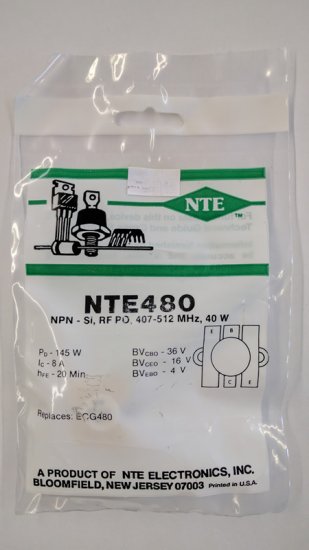 NTE™
NTE480
NPN - Si, RF PO, 407-512 MHz, 40 W
PD - 145 W BVCBO - 36 V
IC - 8 A BVCEO - 16 V
hFE - 20 Min. BVEBO - 4 V
E B
C E
Replaces: ECG480
A PRODUCT OF NTE ELECTRONICS, INC.
BLOOMFIELD, NEW JERSEY 07003 Printed in U.S.A.